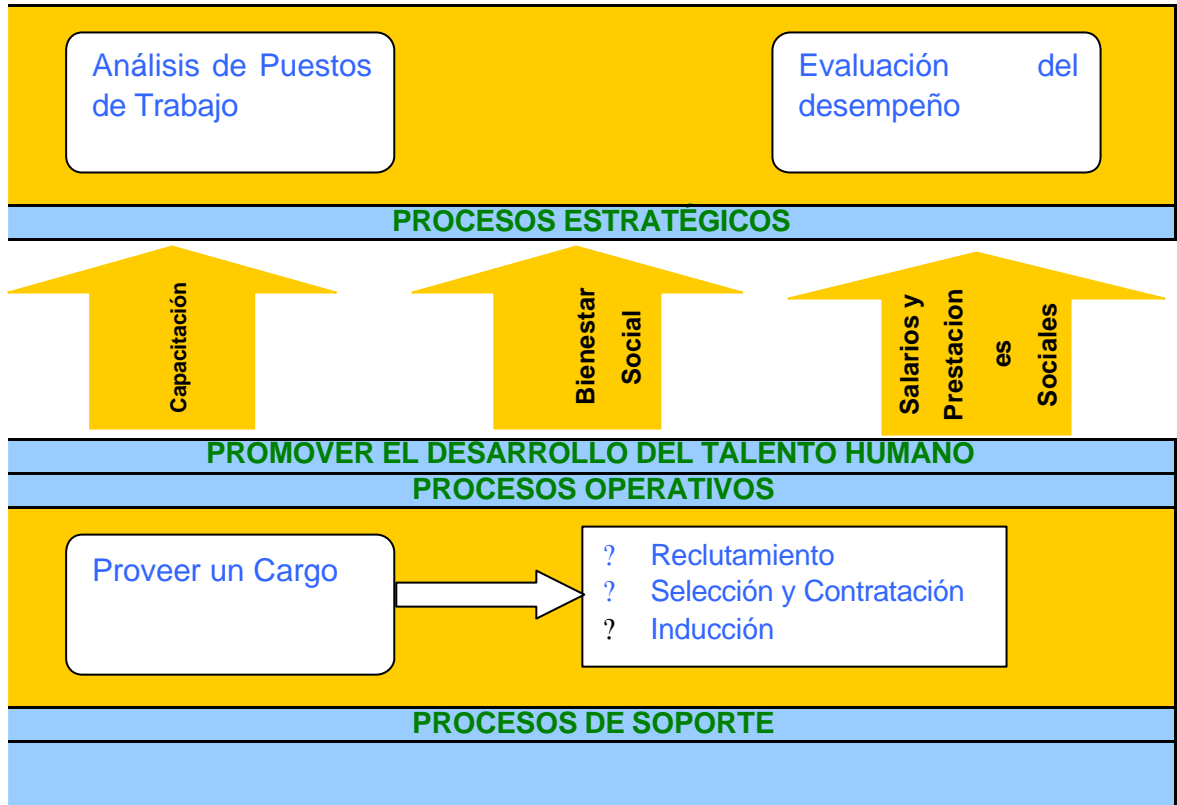 Análisis de Puestos
de Trabajo
Evaluación del
desempeño
PROCESOS ESTRATÉGICOS
Capacitación
Bienestar
Social
Salarios y
Prestacion
es
Sociales
PROMOVER EL DESARROLLO DEL TALENTO HUMANO
PROCESOS OPERATIVOS
Proveer un Cargo
? Reclutamiento
? Selección y Contratación
? Inducción
PROCESOS DE SOPORTE